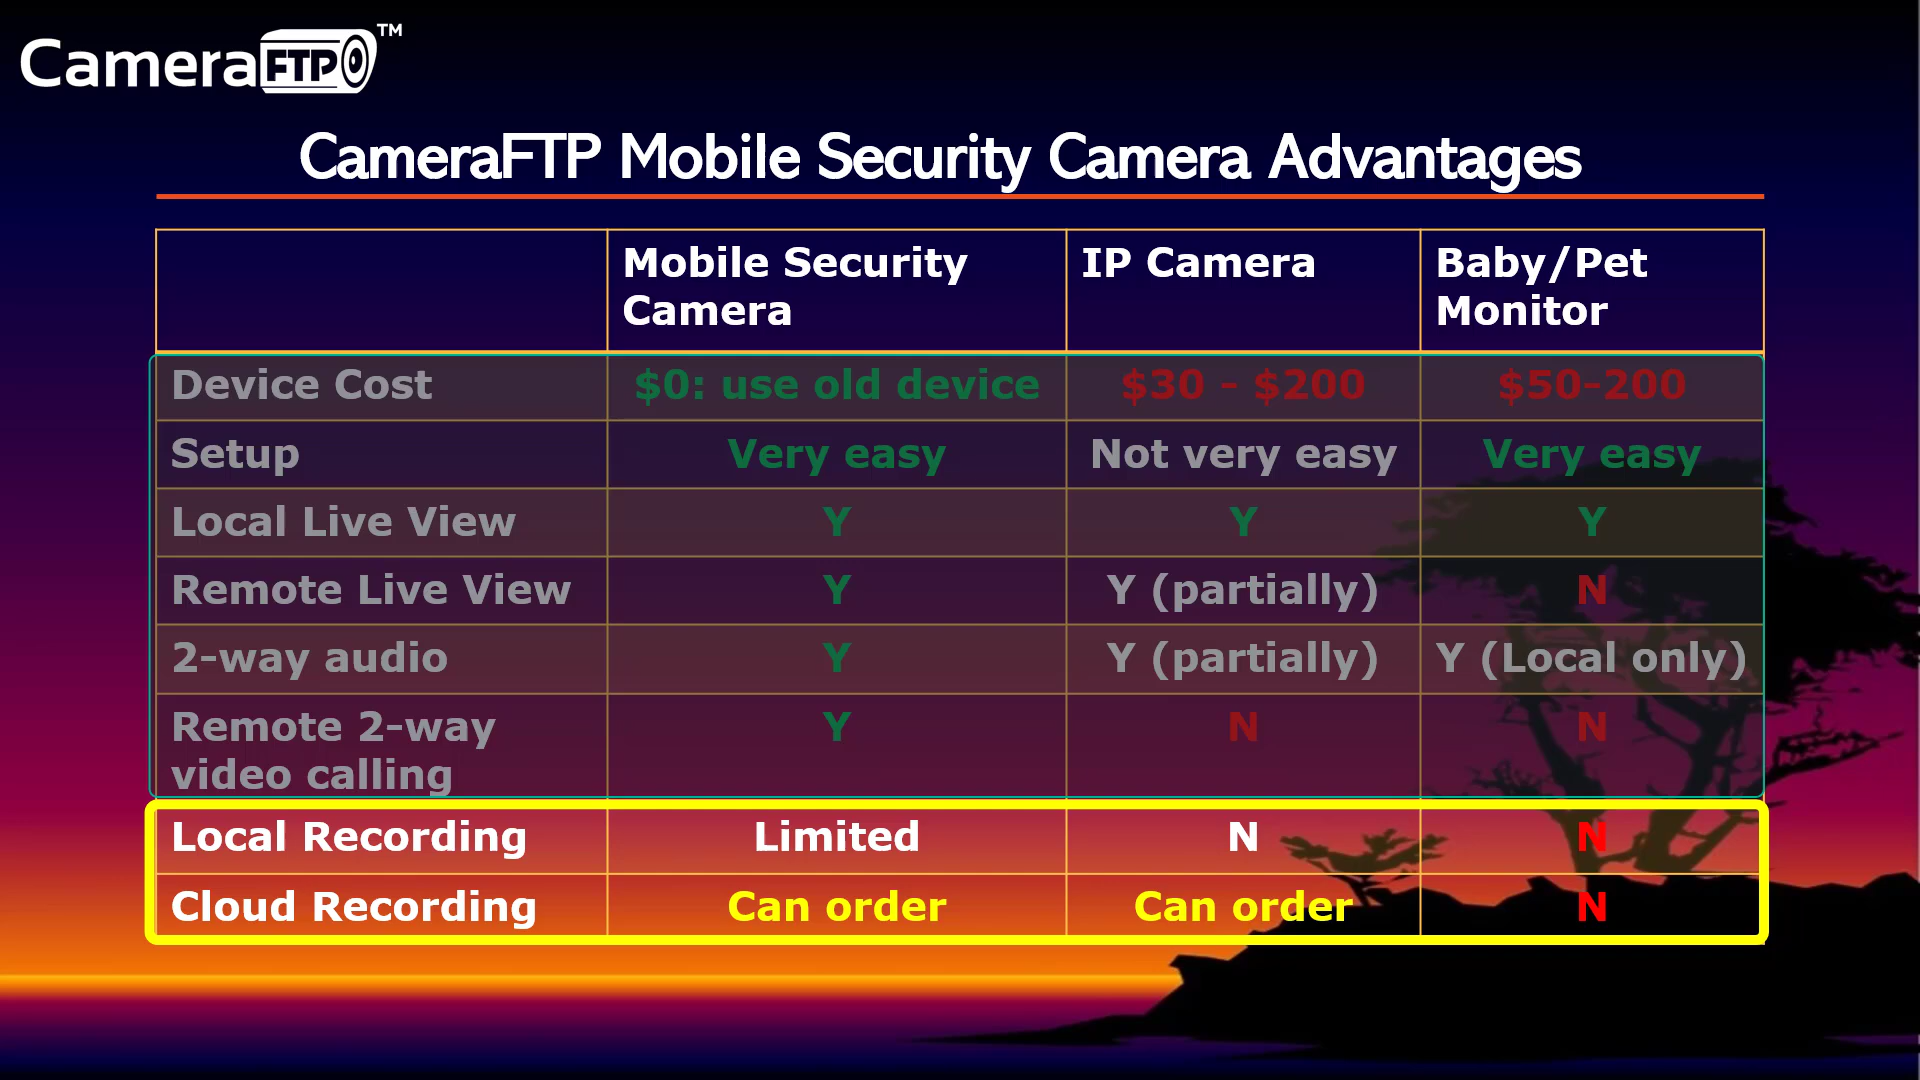 CameraFTP™
CameraFTP Mobile Security Camera Advantages
Mobile Security Camera IP Camera Baby/Pet Monitor
Device Cost $0: use old device $30 - $200 $50-200
Setup Very easy Not very easy Very easy
Local Live View Y Y Y
Remote Live View Y Y (partially) N
2-way audio Y Y (partially) Y (Local only)
Remote 2-way video calling Y N N
Local Recording Limited N N
Cloud Recording Can order Can order N